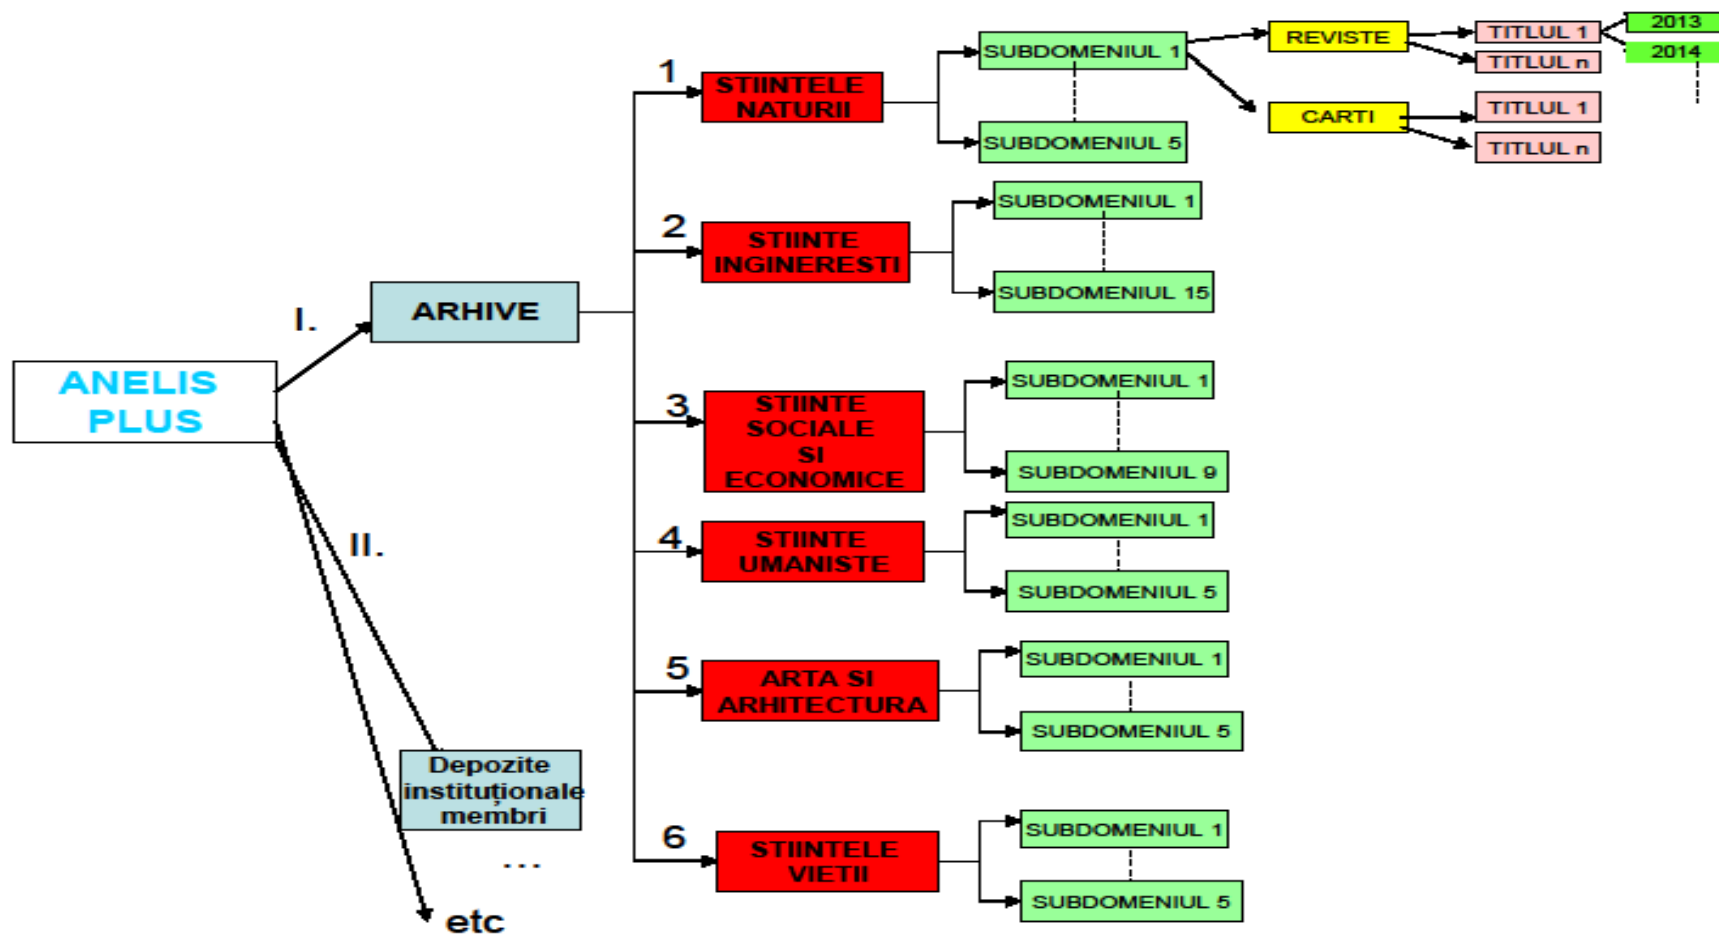 ANELIS
PLUS
I.
ARHIVE
II.
Depozite
instituționale
membri
...
etc
1
STIINTELE
NATURII
SUBDOMENIUL 1
SUBDOMENIUL 5
REVISTE
TITLUL 1
TITLUL n
2013
2014
CARTI
TITLUL 1
TITLUL n
2
STIINTE
INGINERESTI
SUBDOMENIUL 1
SUBDOMENIUL 15
3
STIINTE
SOCIALE
SI
ECONOMICE
SUBDOMENIUL 1
SUBDOMENIUL 9
4
STIINTE
UMANISTE
SUBDOMENIUL 1
SUBDOMENIUL 5
5
ARTA SI
ARHITECTURA
SUBDOMENIUL 1
SUBDOMENIUL 5
6
STIINTELE
VIETII
SUBDOMENIUL 1
SUBDOMENIUL 5